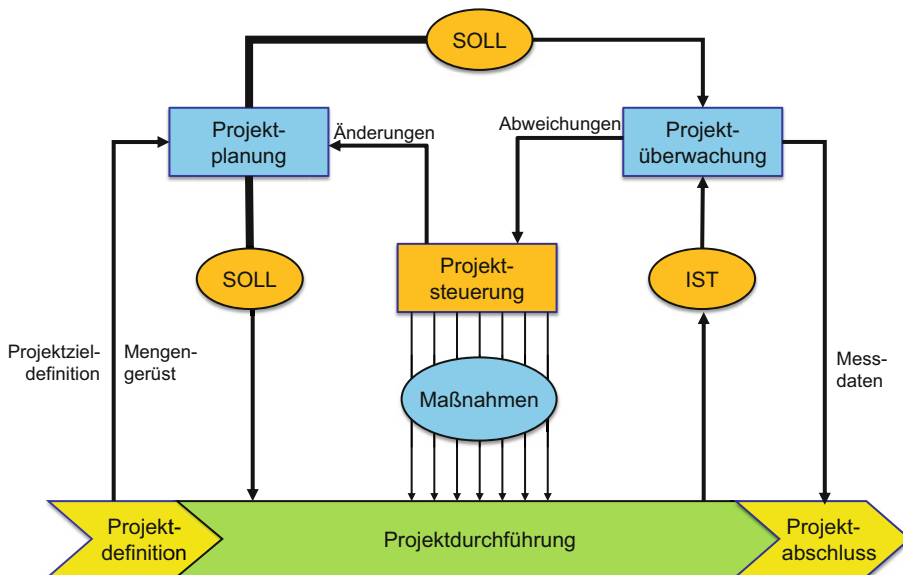 SOLL
Projekt-
planung
Änderungen
Abweichungen
Projekt-
überwachung
SOLL
Projekt-
steuerung
IST
Projektziel-
definition
Mengen-
gerüst
Maßnahmen
Mess-
daten
Projekt-
definition
Projektdurchführung
Projekt-
abschluss